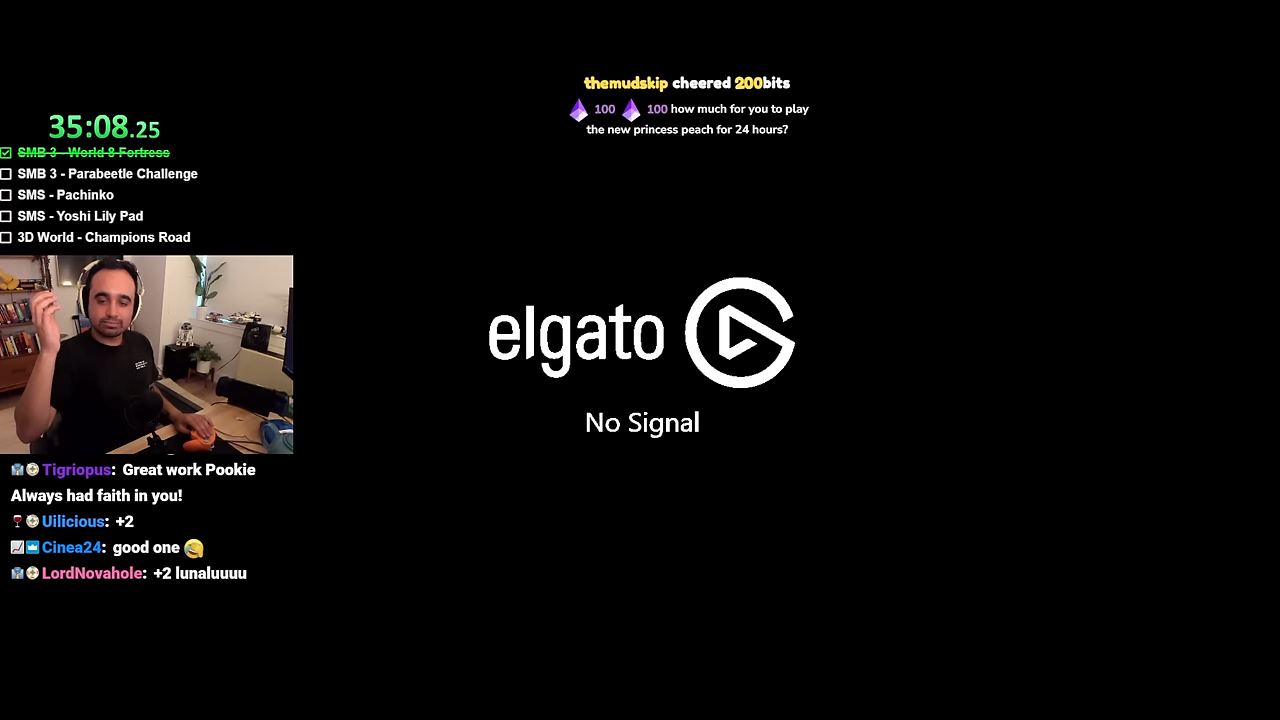 themudskip cheered 200bits
100 100 how much for you to play
the new princess peach for 24 hours?
35:08.25
SMB 3 - World 8 Fortress
SMB 3 - Parabeetle Challenge
SMS - Pachinko
SMS - Yoshi Lily Pad
3D World - Champions Road
elgato
No Signal
Tigriopus: Great work Pookie
Always had faith in you!
Uilicious: +2
Cinea24: good one
LordNovahole: +2 lunaluuuu